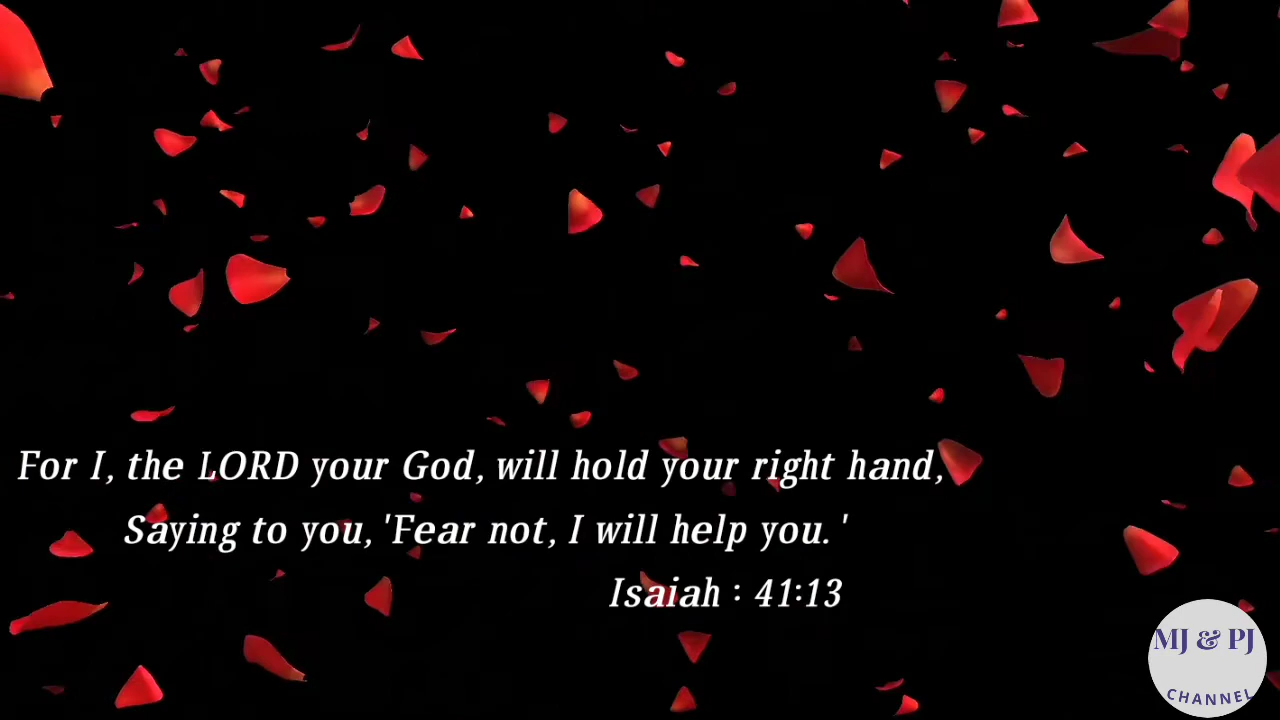 For I, the LORD your God, will hold your right hand,
Saying to you, 'Fear not, I will help you.'
Isaiah : 41:13
MJ & PJ
CHANNEL